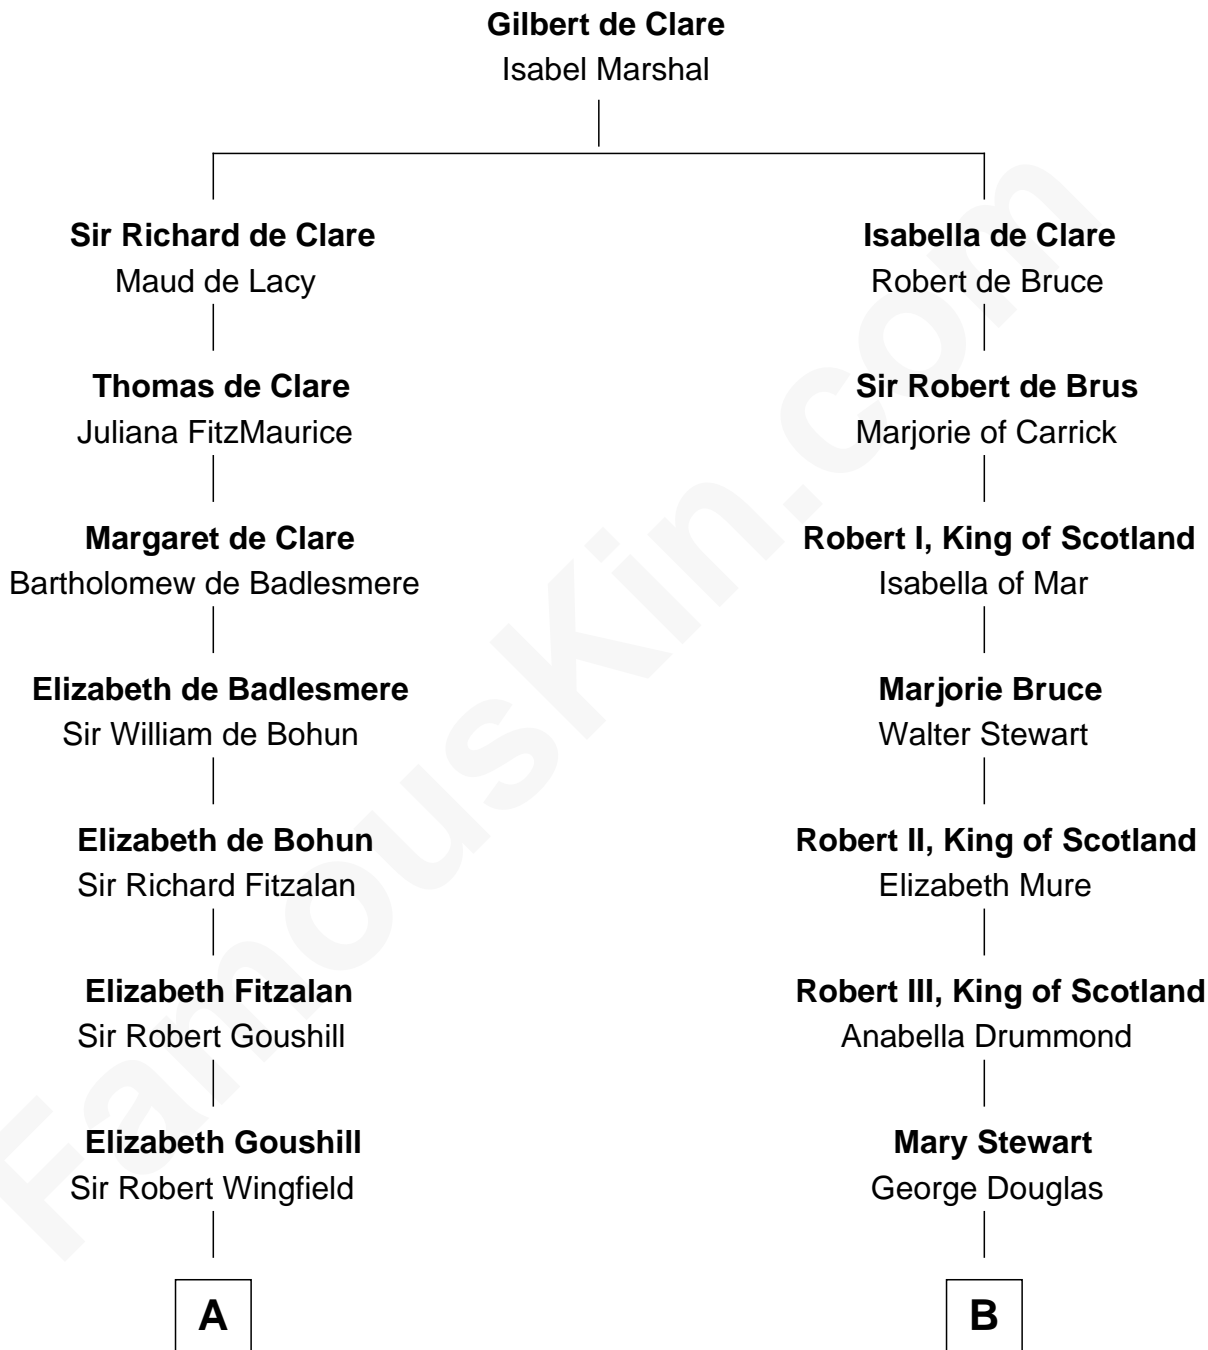 Gilbert de Clare
Isabel Marshal
Sir Richard de Clare
Maud de Lacy
Thomas de Clare
Juliana FitzMaurice
Margaret de Clare
Bartholomew de Badlesmere
Elizabeth de Badlesmere
Sir William de Bohun
Elizabeth de Bohun
Sir Richard Fitzalan
Elizabeth Fitzalan
Sir Robert Goushill
Elizabeth Goushill
Sir Robert Wingfield
A
Isabella de Clare
Robert de Bruce
Sir Robert de Brus
Marjorie of Carrick
Robert I, King of Scotland
Isabella of Mar
Marjorie Bruce
Walter Stewart
Robert II, King of Scotland
Elizabeth Mure
Robert III, King of Scotland
Anabella Drummond
Mary Stewart
George Douglas
B
FamousKin.com